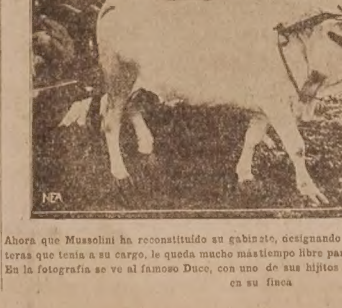 NEA
Ahora que Mussolini ha reconstituído su gabinete, designando
teras que tenía a su cargo, le queda mucho mastiempo libre par
En la fotografía se ve al famoso Duce, con uno de sus hijitos
en su finca